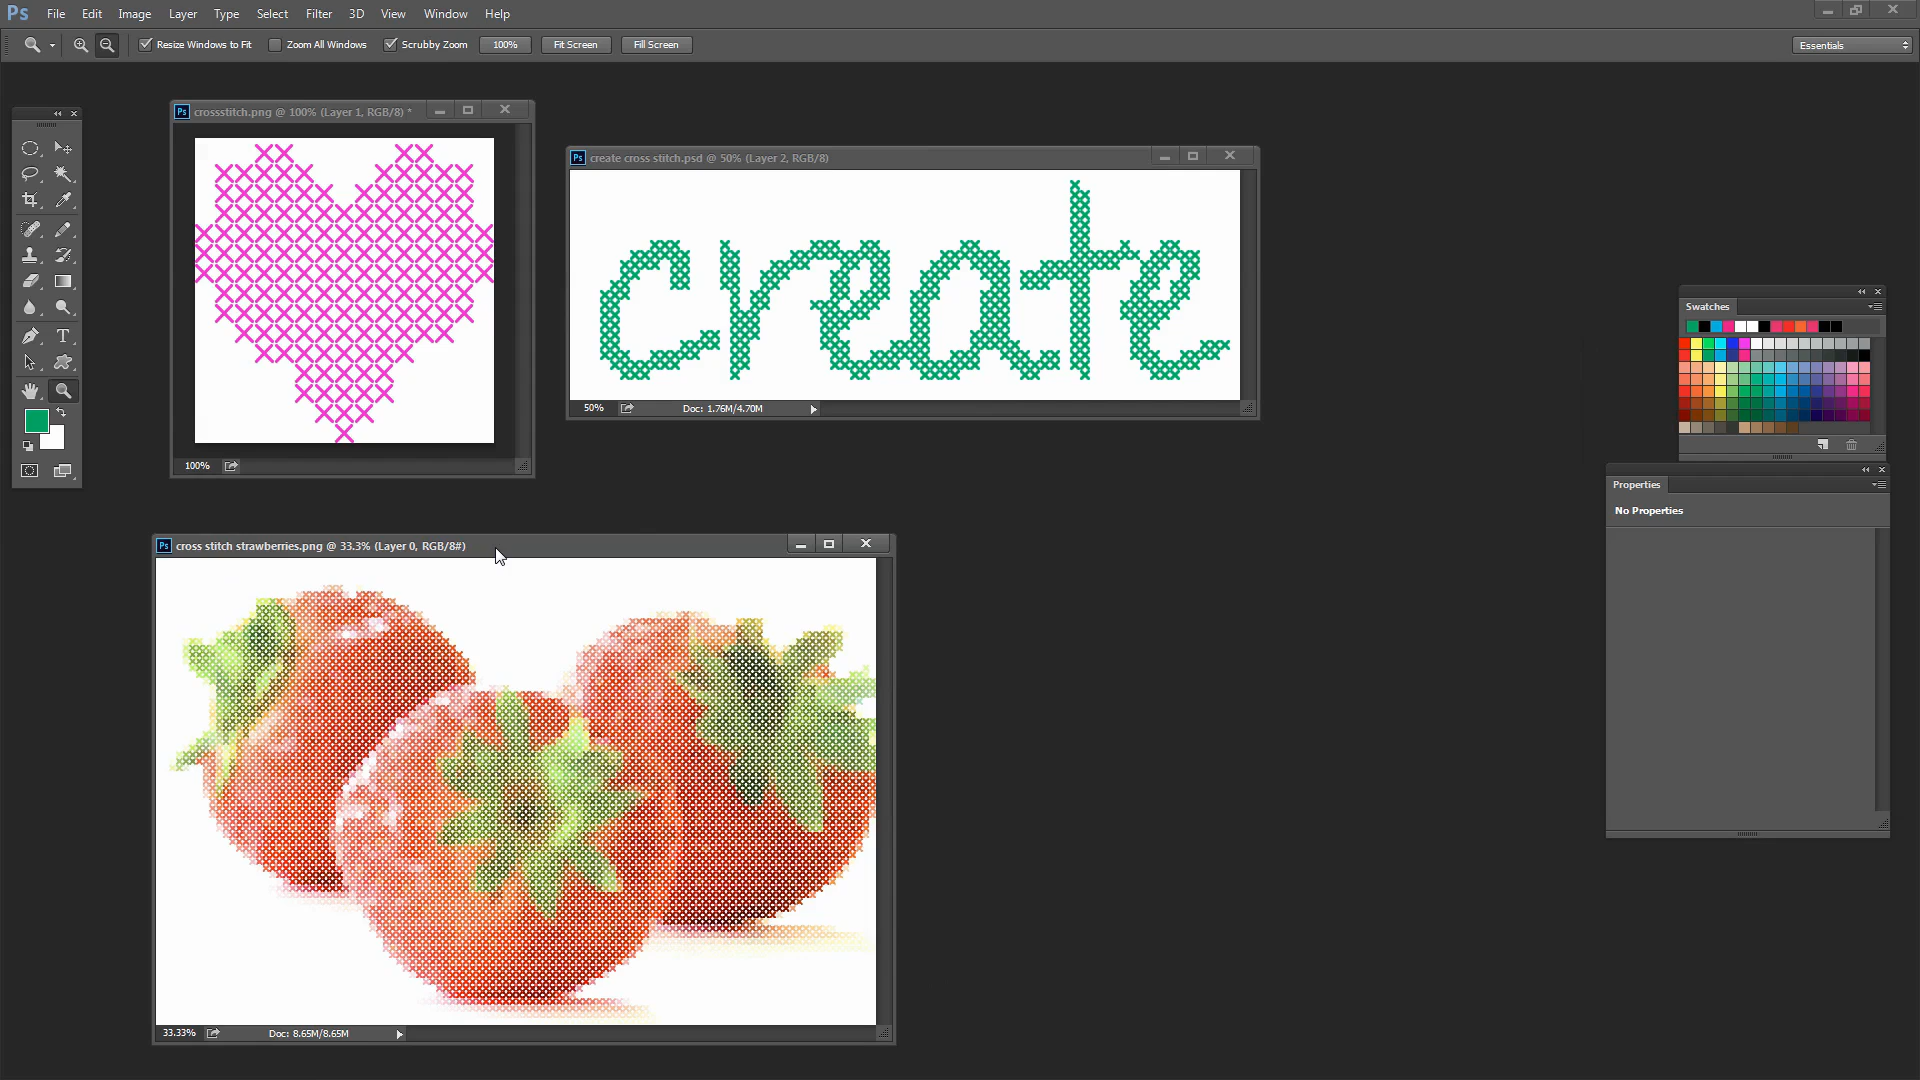 Ps File Edit Image Layer Type Select Filter 3D View Window Help
Resize Windows to Fit Zoom All Windows Scrubby Zoom 100% Fit Screen Fill Screen Essentials
Ps crossstitch.png @ 100% (Layer 1, RGB/8) *
100%
Ps create cross stitch.psd @ 50% (Layer 2, RGB/8)
create
50% Doc: 1.76M/4.70M
Swatches
Properties
No Properties
Ps cross stitch strawberries.png @ 33.3% (Layer 0, RGB/8#)
33.33% Doc: 8.65M/8.65M